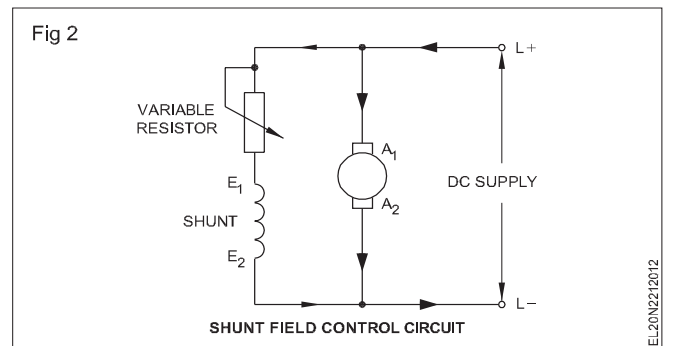 Fig 2
L+
VARIABLE
RESISTOR
A1
E1
DC SUPPLY
SHUNT
A2
E2
L−
SHUNT FIELD CONTROL CIRCUIT
EL20N2212012